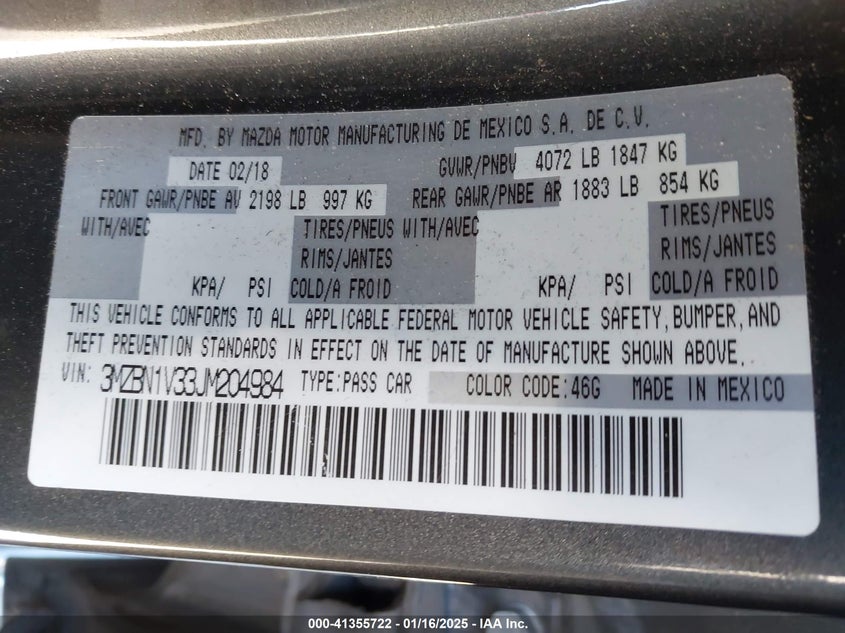 MFD. BY MAZDA MOTOR MANUFACTURING DE MEXICO S.A. DE C.V.
DATE 02/18 GVWR/PNBV 4072 LB 1847 KG
FRONT GAWR/PNBE AV 2198 LB 997 KG REAR GAWR/PNBE AR 1883 LB 854 KG
WITH/AVEC TIRES/PNEUS WITH/AVEC TIRES/PNEUS
RIMS/JANTES RIMS/JANTES
KPA/ PSI COLD/A FROID KPA/ PSI COLD/A FROID
THIS VEHICLE CONFORMS TO ALL APPLICABLE FEDERAL MOTOR VEHICLE SAFETY, BUMPER, AND
THEFT PREVENTION STANDARDS IN EFFECT ON THE DATE OF MANUFACTURE SHOWN ABOVE.
VIN: 3MZBN1V33JM204984 TYPE:PASS CAR COLOR CODE:46G MADE IN MEXICO
000-41355722 - 01/16/2025 - IAA Inc.